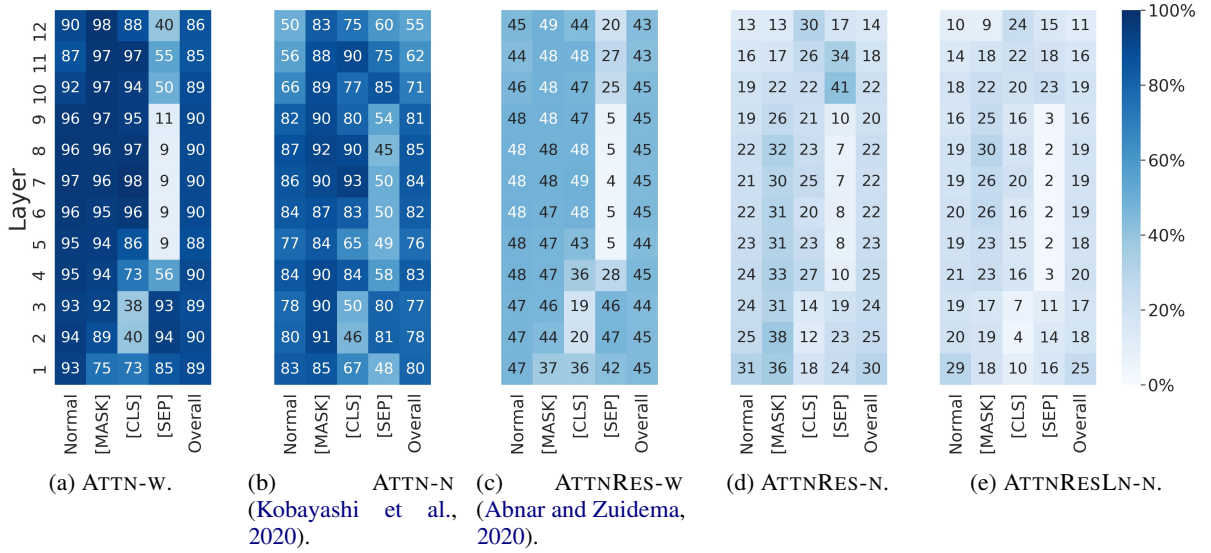 Layer
12 90 98 88 40 86 50 83 75 60 55 45 49 44 20 43 13 13 30 17 14 10 9 24 15 11 100%
11 87 97 97 55 85 56 88 90 75 62 44 48 48 27 43 16 17 26 34 18 14 18 22 18 16
10 92 97 94 50 89 66 89 77 85 71 46 48 47 25 45 19 22 22 41 22 18 22 20 23 19 80%
9 96 97 95 11 90 82 90 80 54 81 48 48 47 5 45 19 26 21 10 20 16 25 16 3 16
8 96 96 97 9 90 87 92 90 45 85 48 48 48 5 45 22 32 23 7 22 19 30 18 2 19
7 97 96 98 9 90 86 90 93 50 84 48 48 49 4 45 21 30 25 7 22 19 26 20 2 19 60%
6 96 95 96 9 90 84 87 83 50 82 48 47 48 5 45 22 31 20 8 22 20 26 16 2 19
5 95 94 86 9 88 77 84 65 49 76 48 47 43 5 44 23 31 23 8 23 19 23 15 2 18 40%
4 95 94 73 56 90 84 90 84 58 83 48 47 36 28 45 24 33 27 10 25 21 23 16 3 20
3 93 92 38 93 89 78 90 50 80 77 47 46 19 46 44 24 31 14 19 24 19 17 7 11 17 20%
2 94 89 40 94 90 80 91 46 81 78 47 44 20 47 45 25 38 12 23 25 20 19 4 14 18
1 93 75 73 85 89 83 85 67 48 80 47 37 36 42 45 31 36 18 24 30 29 18 10 16 25 0%
Normal [MASK] [CLS] [SEP] Overall Normal [MASK] [CLS] [SEP] Overall Normal [MASK] [CLS] [SEP] Overall Normal [MASK] [CLS] [SEP] Overall Normal [MASK] [CLS] [SEP] Overall
(a) ATTN-W.
(b) ATTN-N
(Kobayashi et al.,
2020).
(c) ATTNRES-W
(Abnar and Zuidema,
2020).
(d) ATTNRES-N.
(e) ATTNRESLN-N.